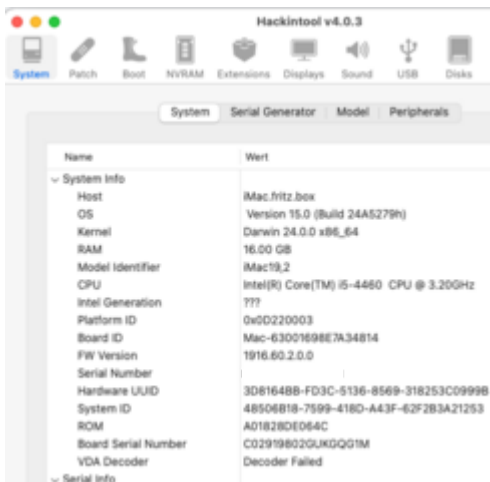 Hackintool v4.0.3
System Patch Boot NVRAM Extensions Displays Sound USB Disks
System Serial Generator Model Peripherals
Name Wert
System Info
Host iMac.fritz.box
OS Version 15.0 (Build 24A5279h)
Kernel Darwin 24.0.0 x86_64
RAM 16.00 GB
Model Identifier iMac19,2
CPU Intel(R) Core(TM) i5-4460 CPU @ 3.20GHz
Intel Generation ???
Platform ID 0x0D220003
Board ID Mac-63001698E7A34814
FW Version 1916.60.2.0.0
Serial Number
Hardware UUID 3D8164BB-FD3C-5136-8569-318253C0999B
System ID 48506B18-7599-418D-A43F-62F2B3A21253
ROM A01828DE064C
Board Serial Number C02919802GUKGQG1M
VDA Decoder Decoder Failed
Serial Info